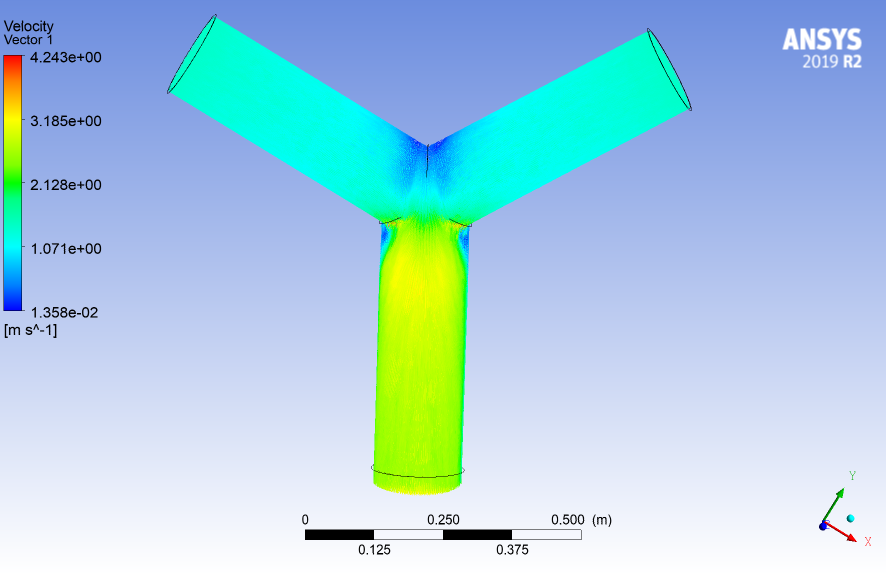 Velocity
Vector 1
4.243e+00
3.185e+00
2.128e+00
1.071e+00
1.358e-02
[m s^-1]
ANSYS
2019 R2
0 0.250 0.500 (m)
0.125 0.375
Y
X